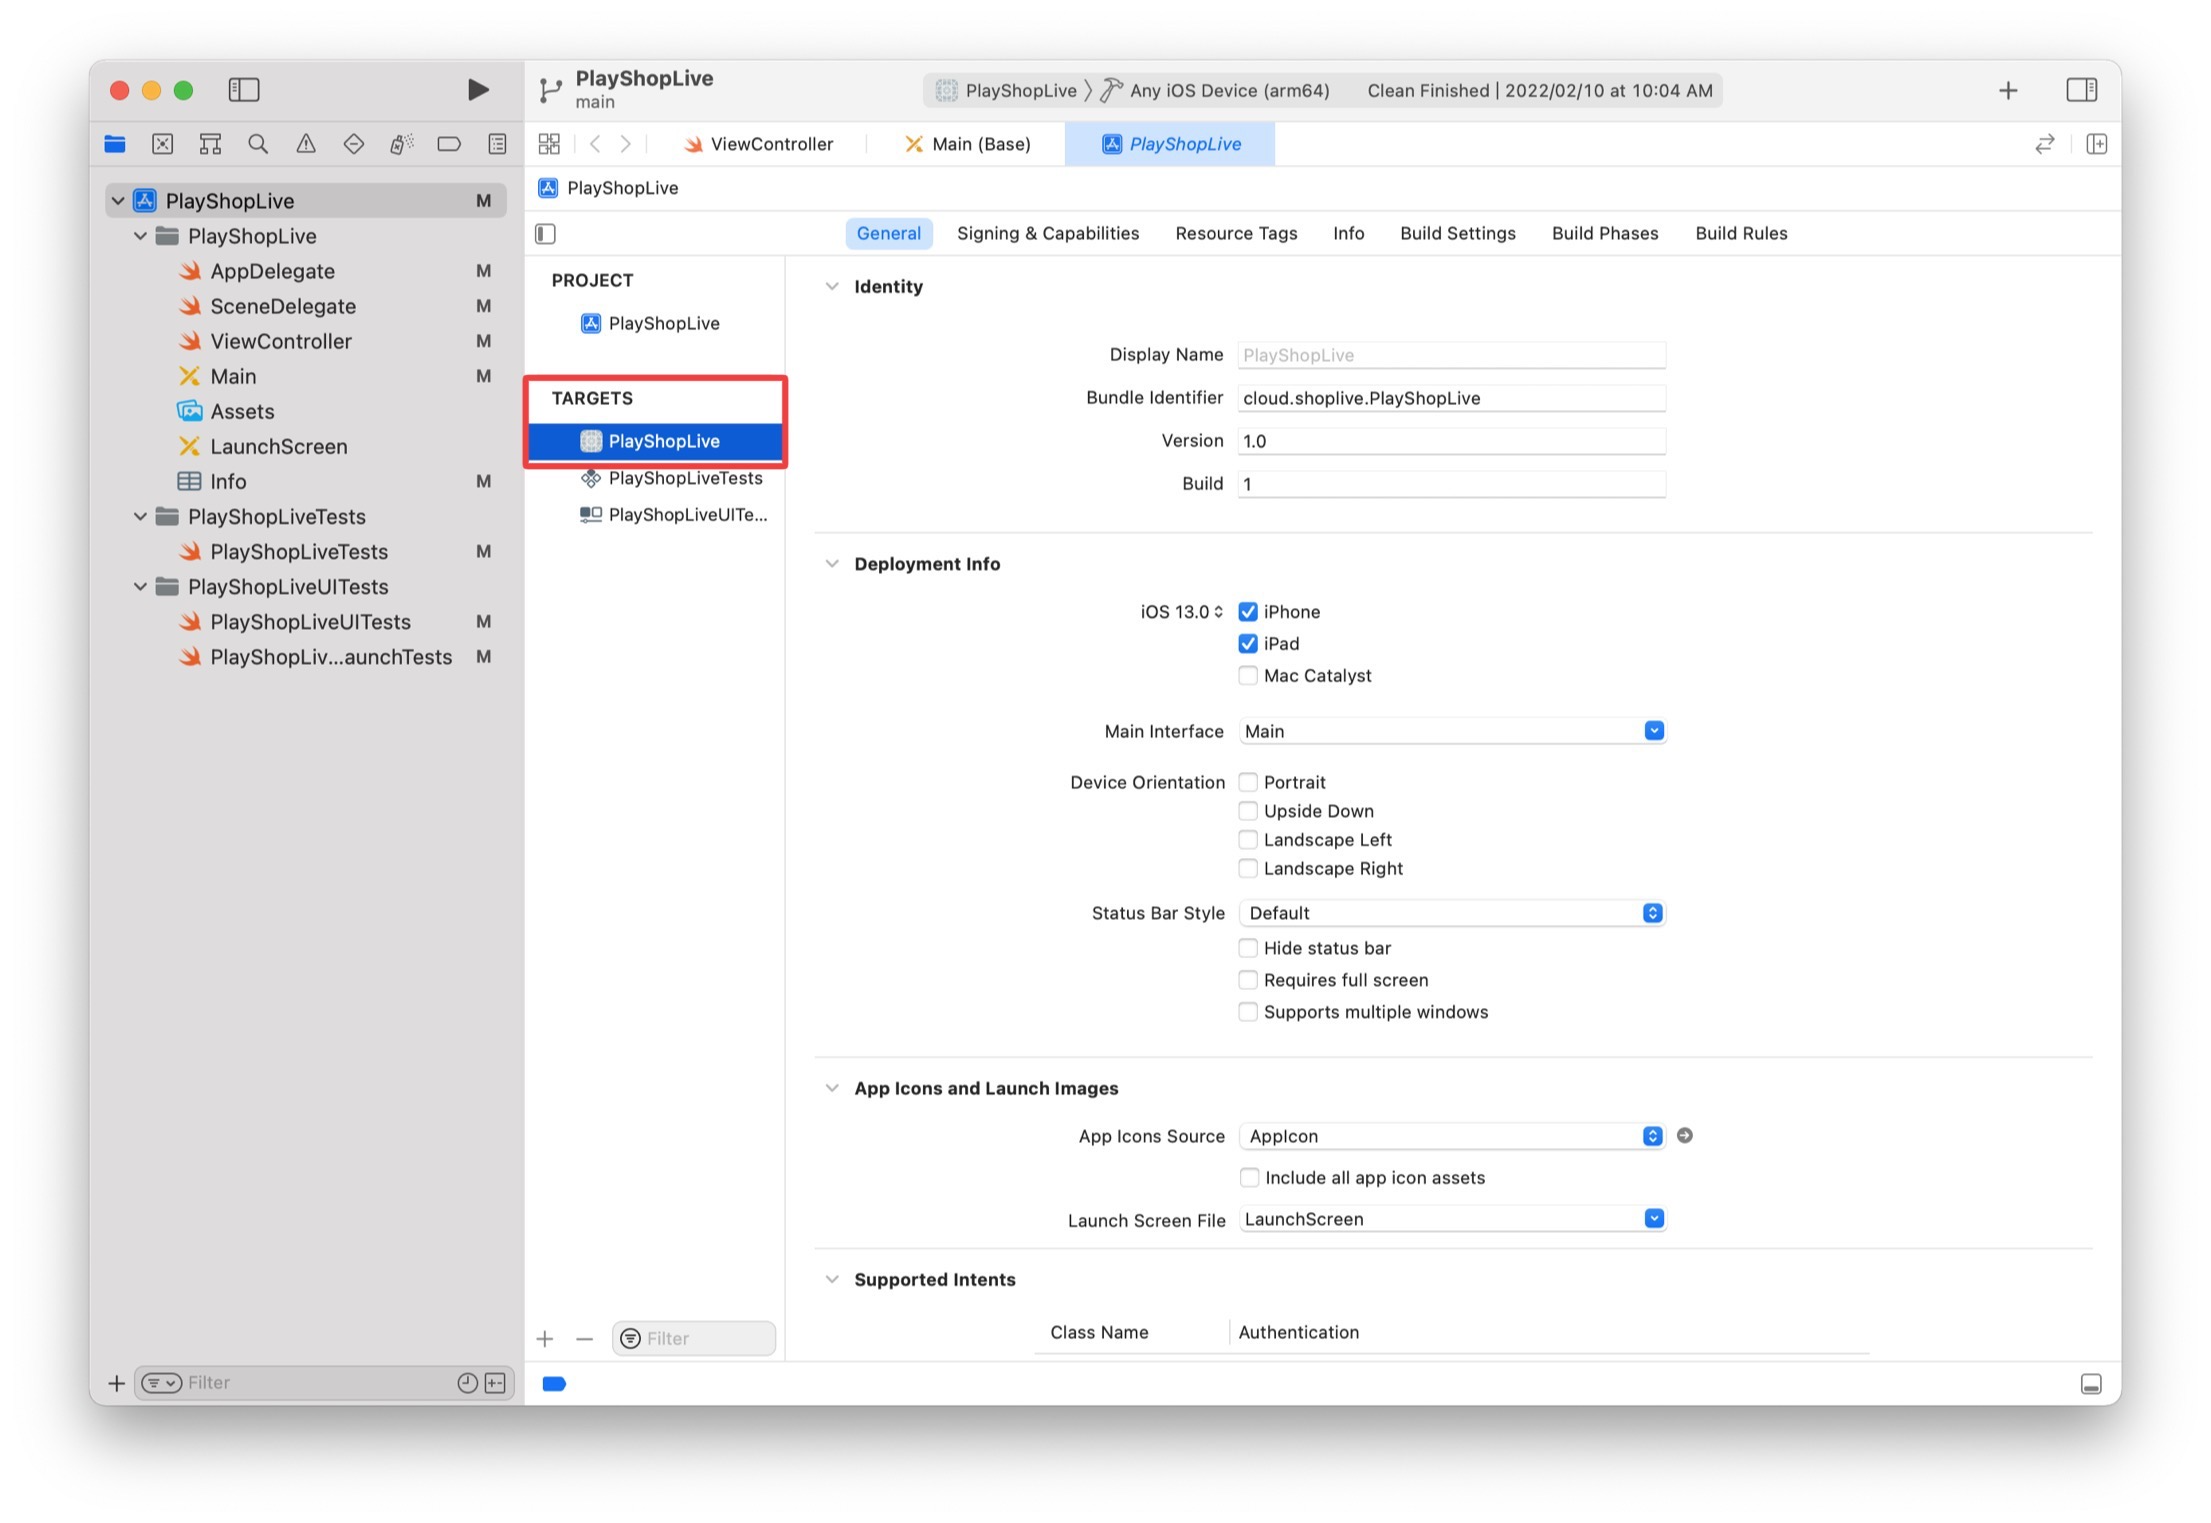 PlayShopLive
main
PlayShopLive 〉 Any iOS Device (arm64) Clean Finished | 2022/02/10 at 10:04 AM
ViewController
Main (Base)
PlayShopLive
PlayShopLive M
PlayShopLive
AppDelegate M
SceneDelegate M
ViewController M
Main M
Assets
LaunchScreen
Info M
PlayShopLiveTests
PlayShopLiveTests M
PlayShopLiveUITests
PlayShopLiveUITests M
PlayShopLiv...aunchTests M
Filter
PlayShopLive
General Signing & Capabilities Resource Tags Info Build Settings Build Phases Build Rules
PROJECT
PlayShopLive
TARGETS
PlayShopLive
PlayShopLiveTests
PlayShopLiveUITe...
Filter
Identity
Display Name PlayShopLive
Bundle Identifier cloud.shoplive.PlayShopLive
Version 1.0
Build 1
Deployment Info
iOS 13.0 iPhone
iPad
Mac Catalyst
Main Interface Main
Device Orientation Portrait
Upside Down
Landscape Left
Landscape Right
Status Bar Style Default
Hide status bar
Requires full screen
Supports multiple windows
App Icons and Launch Images
App Icons Source AppIcon
Include all app icon assets
Launch Screen File LaunchScreen
Supported Intents
Class Name Authentication